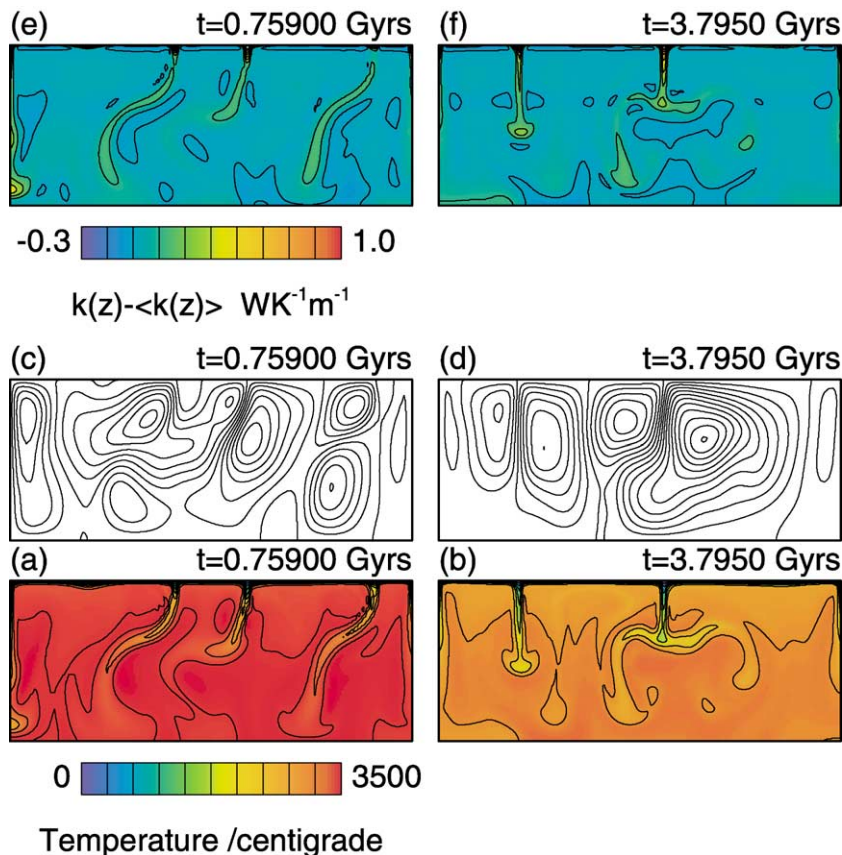 (e) t=0.75900 Gyrs (f) t=3.7950 Gyrs
-0.3 1.0
k(z)-<k(z)> WK⁻¹m⁻¹
(c) t=0.75900 Gyrs (d) t=3.7950 Gyrs
(a) t=0.75900 Gyrs (b) t=3.7950 Gyrs
0 3500
Temperature /centigrade